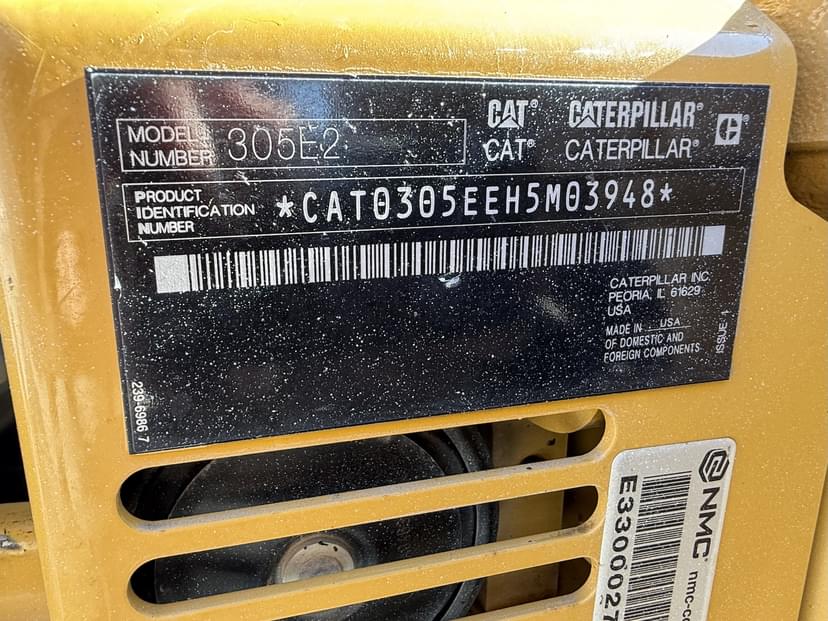 MODEL
NUMBER 305E2
CAT® CATERPILLAR®
CAT® CATERPILLAR®
PRODUCT
IDENTIFICATION
NUMBER
*CAT0305EEH5M03948*
CATERPILLAR INC.
PEORIA, IL 61629
USA
MADE IN USA
OF DOMESTIC AND
FOREIGN COMPONENTS
ISSUE 1
239-6986 7
NMC
E3300027